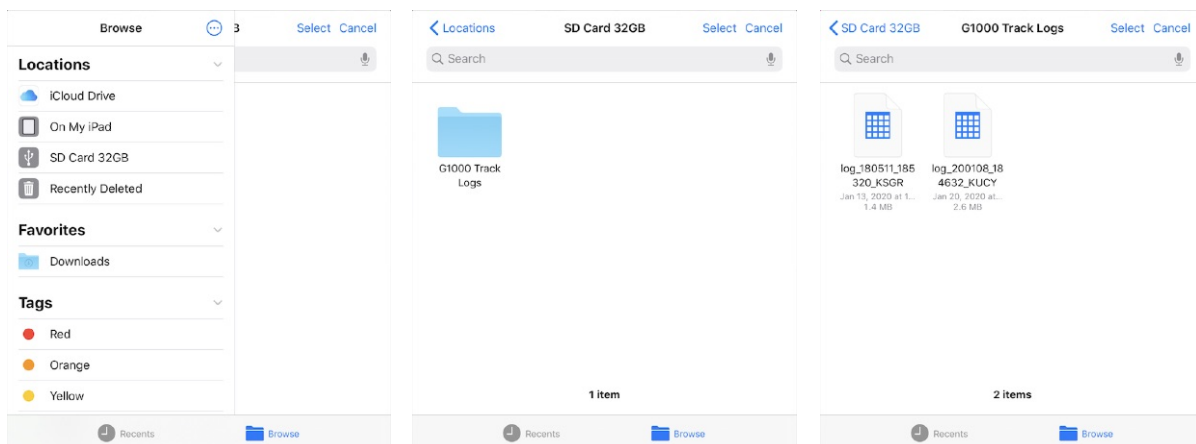 Browse
Locations
iCloud Drive
On My iPad
SD Card 32GB
Recently Deleted
Favorites
Downloads
Tags
Red
Orange
Yellow
B
Select Cancel
Recents
Browse
Locations
SD Card 32GB
Select Cancel
Search
G1000 Track
Logs
1 item
Recents
Browse
SD Card 32GB
G1000 Track Logs
Select Cancel
Search
log_180511_185
320_KSGR
Jan 13, 2020 at 1...
1.4 MB
log_200108_18
4632_KUCY
Jan 20, 2020 at...
2.6 MB
2 items
Recents
Browse